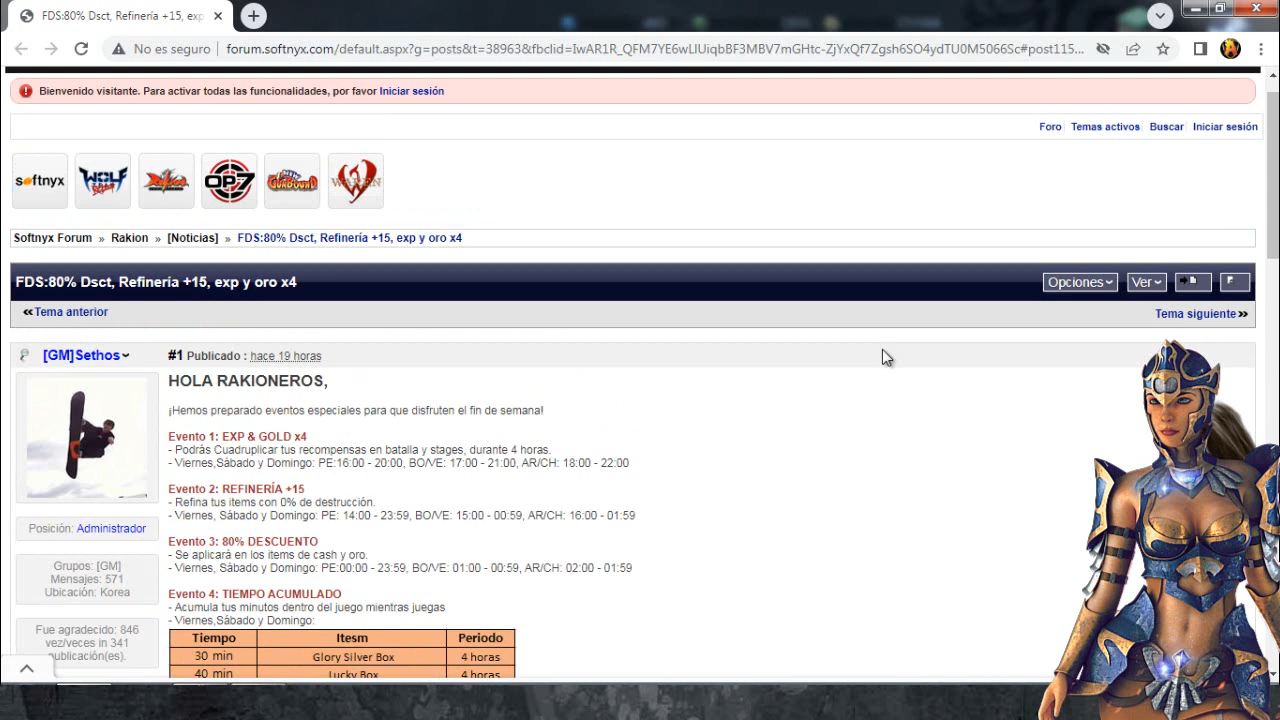 FDS:80% Dsct, Refinería +15, exp
No es seguro
forum.softnyx.com/default.aspx?g=posts&t=38963&fbclid=IwAR1R_QFM7YE6wLIUiqbBF3MBV7mGHtc-ZjYxQf7Zgsh6SO4ydTU0M5066Sc#post115...
Bienvenido visitante. Para activar todas las funcionalidades, por favor Iniciar sesión
Foro Temas activos Buscar Iniciar sesión
softnyx WOLF OP7 GUNBOUND
Softnyx Forum » Rakion » [Noticias] » FDS:80% Dsct, Refinería +15, exp y oro x4
FDS:80% Dsct, Refinería +15, exp y oro x4 Opciones Ver
«Tema anterior
Tema siguiente»
[GM]Sethos #1 Publicado : hace 19 horas
HOLA RAKIONEROS,
¡Hemos preparado eventos especiales para que disfruten el fin de semana!
Evento 1: EXP & GOLD x4
- Podrás Cuadruplicar tus recompensas en batalla y stages, durante 4 horas.
- Viernes,Sábado y Domingo: PE:16:00 - 20:00, BO/VE: 17:00 - 21:00, AR/CH: 18:00 - 22:00
Evento 2: REFINERÍA +15
- Refina tus items con 0% de destrucción.
- Viernes, Sábado y Domingo: PE: 14:00 - 23:59, BO/VE: 15:00 - 00:59, AR/CH: 16:00 - 01:59
Evento 3: 80% DESCUENTO
- Se aplicará en los items de cash y oro.
- Viernes, Sábado y Domingo: PE:00:00 - 23:59, BO/VE: 01:00 - 00:59, AR/CH: 02:00 - 01:59
Evento 4: TIEMPO ACUMULADO
- Acumula tus minutos dentro del juego mientras juegas
- Viernes,Sábado y Domingo:
Tiempo Itesm Periodo
30 min Glory Silver Box 4 horas
40 min Lucky Box 4 horas
Posición: Administrador
Grupos: [GM]
Mensajes: 571
Ubicación: Korea
Fue agradecido: 846
vez/veces in 341
publicación(es).